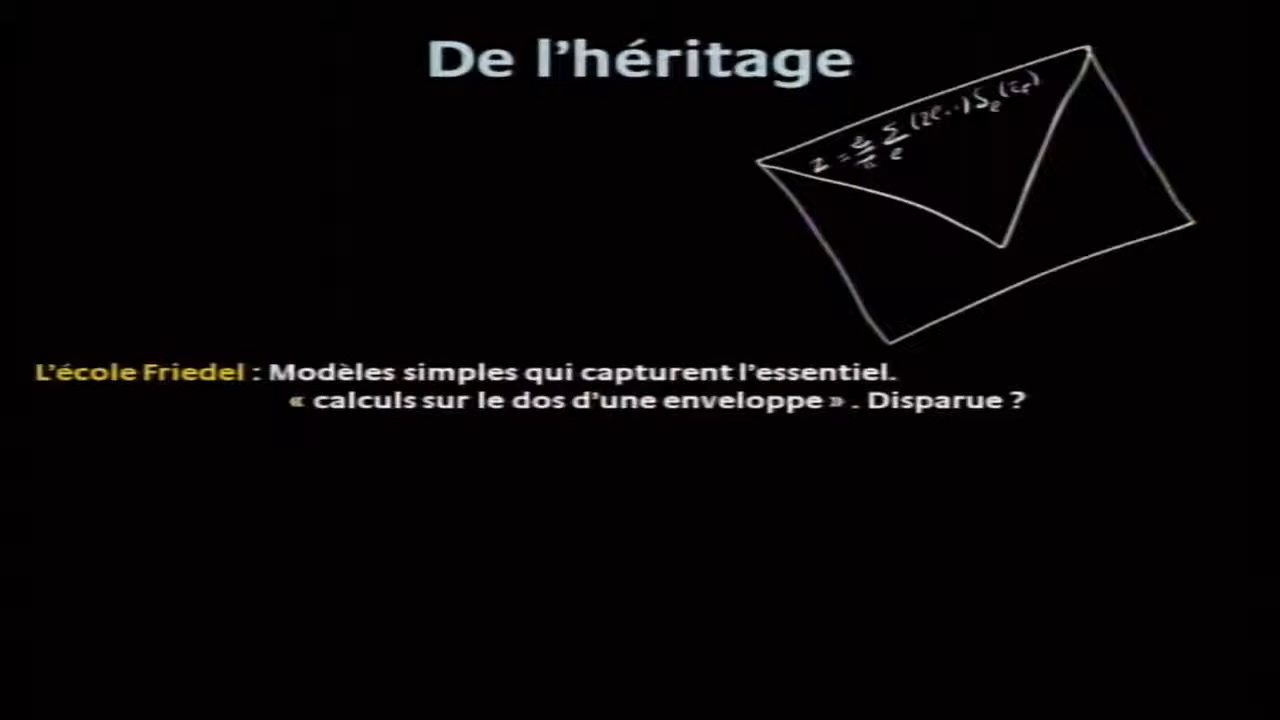 De l'héritage
L'école Friedel : Modèles simples qui capturent l'essentiel.
« calculs sur le dos d'une enveloppe » . Disparue ?